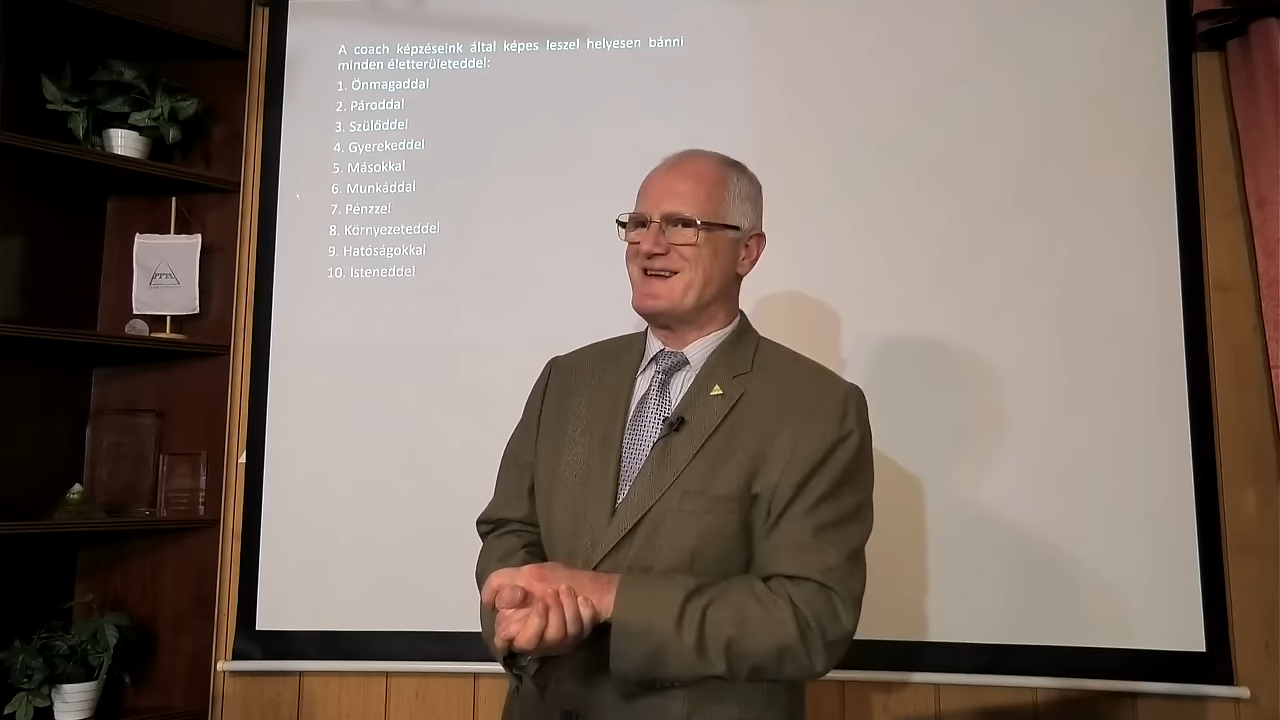 A coach képzéseink által képes leszel helyesen bánni
minden életterületeddel:
1. Önmagaddal
2. Pároddal
3. Szülőddel
4. Gyerekeddel
5. Másokkal
6. Munkáddal
7. Pénzzel
8. Környezeteddel
9. Hatóságokkal
10. Isteneddel